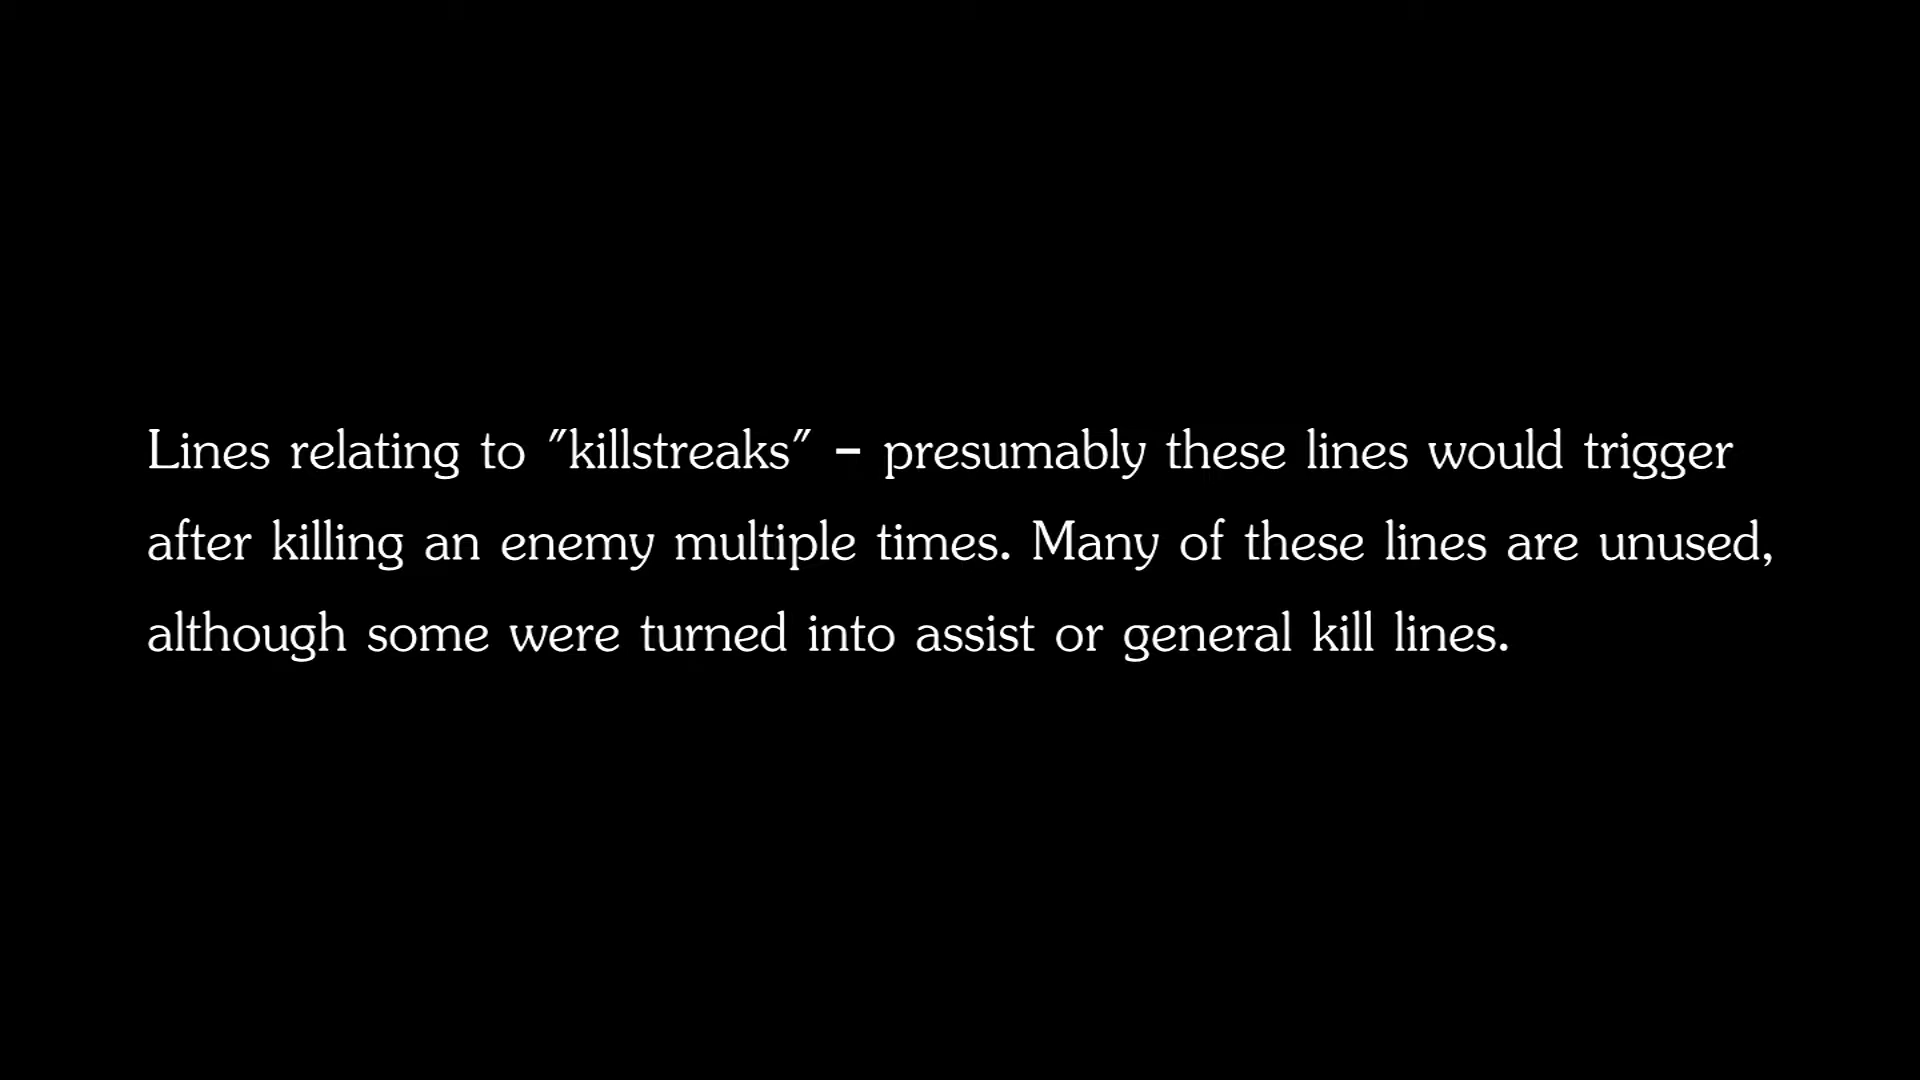 Lines relating to "killstreaks" – presumably these lines would trigger
after killing an enemy multiple times. Many of these lines are unused,
although some were turned into assist or general kill lines.